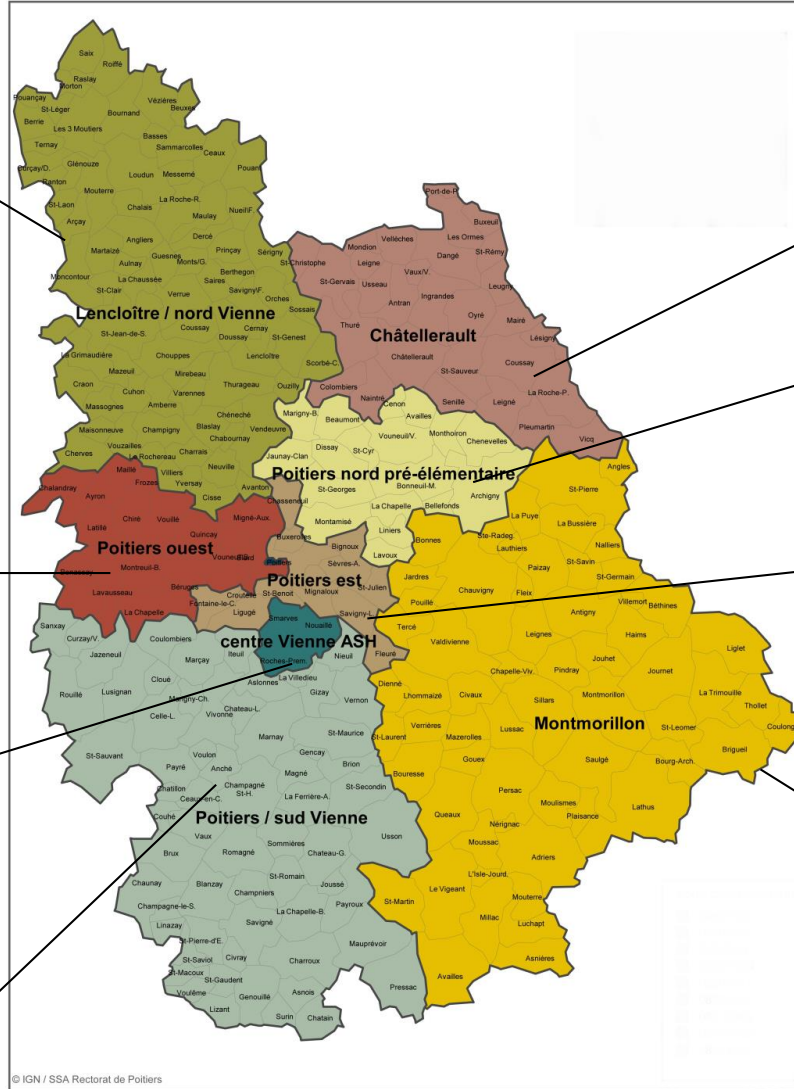 Saix
Roiffé
Raslay
Morton
Pouançay
Vézières
St-Léger
Beuxes
Bournand
Berrie
Les 3 Moutiers
Basses
Ternay
Sammarcolles
Ceaux
Glénouze
Pouant
Loudun
Messemé
Ranton
Mouterre
La Roche-R.
St-Laon
Chalais
Nueil\F.
Arçay
Maulay
Dercé
Angliers
Martaizé
Prinçay
Sérigny
Guesnes
Aulnay
Monts/G.
Berthegon
Moncontour
La Chaussée
Saires
St-Clair
Savigny\F.
Verrue
Orches
Sossais
Lencloître / nord Vienne
Coussay
Cernay
St-Jean-de-S.
Doussay
St-Genest
La Grimaudière
Chouppes
Lencloître
Scorbé-C.
Mazeuil
Mirebeau
Craon
Thurageau
Ouzilly
Cuhon
Varennes
Massognes
Amberre
Chéneché
Maisonneuve
Champigny
Blaslay
Vendeuvre
Chabournay
Vouzailles
Cherves
Le Rochereau
Charrais
Villiers
Neuville
Yversay
Avanton
Cisse
Port-de-P.
Buxeuil
Vellèches
Les Ormes
Mondion
Dangé
St-Rémy
St-Christophe
Leigne
Vaux/V.
St-Gervais
Usseau
Leugny
Ingrandes
Antran
Oyré
Mairé
Thuré
Châtellerault
Lésigny
Châtellerault
Coussay
St-Sauveur
Colombiers
La Roche-P.
Naintré
Senillé
Leigné
Pleumartin
Vicq
Marigny-B.
Cenon
Beaumont
Availles
Vouneuil/V.
Monthoiron
Dissay
Chenevelles
St-Cyr
Jaunay-Clan
Poitiers nord pré-élémentaire
St-Georges
Bonneuil-M.
Archigny
La Chapelle
Bellefonds
Montamisé
Liniers
Lavoux
Maillé
Chalandray
Frozes
Ayron
Latillé
Chiré
Vouillé
Migné-Aux.
Quincay
Poitiers ouest
Montreuil-B.
Lavausseau
Béruges
La Chapelle
Chasseneuil
Buxerolles
Bignoux
Poitiers
Sèvres-A.
Poitiers est
St-Benoît
Mignaloux
St-Julien
Croutelle
Fontaine-le-C.
Ligugé
Savigny-L.
Fleuré
Smarves
Nouaillé
centre Vienne ASH
Roches-Prem.
Angles
St-Pierre
La Puye
La Bussière
Bonnes
Ste-Radeg.
Lauthiers
Nalliers
St-Savin
Paizay
Jardres
St-Germain
Chauvigny
Fleix
Pouillé
Villemort
Béthines
Antigny
Tercé
Valdivienne
Leignes
Haims
Liglet
Jouhet
Dienné
Chapelle-Viv.
Pindray
Journet
La Trimouille
Lhommaizé
Civaux
Sillars
Montmorillon
Thollet
Verrières
Lussac
Montmorillon
St-Leomer
Coulong
St-Laurent
Mazerolles
Brigueil
Gouex
Saulgé
Bourg-Arch.
Bouresse
Persac
Queaux
Moulismes
Lathus
Nérignac
Plaisance
Moussac
Adriers
L'Isle-Jourd.
St-Martin
Le Vigeant
Mouterre
Millac
Luchapt
Asnières
Availles
Sanxay
Curzay/V.
Coulombiers
Jazeneuil
Iteuil
Nieuil
Marçay
Aslonnes
La Villedieu
Cloué
Rouillé
Lusignan
Marigny-Ch.
Gizay
Vernon
Celle-L.
Vivonne
Chateau-L.
St-Maurice
Marnay
St-Sauvant
Voulon
Gencay
Payré
Anché
Brion
Magné
Chatillon
Champagné
St-H.
St-Secondin
Ceaux-en-C.
La Ferrière-A.
Couhé
Poitiers / sud Vienne
Vaux
Usson
Sommières
Brux
Romagné
Chateau-G.
St-Romain
Chaunay
Blanzay
Joussé
Champniers
Payroux
Champagne-le-S.
La Chapelle-B.
Savigné
Linazay
Mauprévoir
St-Pierre-d'E.
Civray
St-Saviol
Charroux
St-Macoux
St-Gaudent
Pressac
Voulême
Genouillé
Asnois
Lizant
Surin
Chatain
© IGN / SSA Rectorat de Poitiers